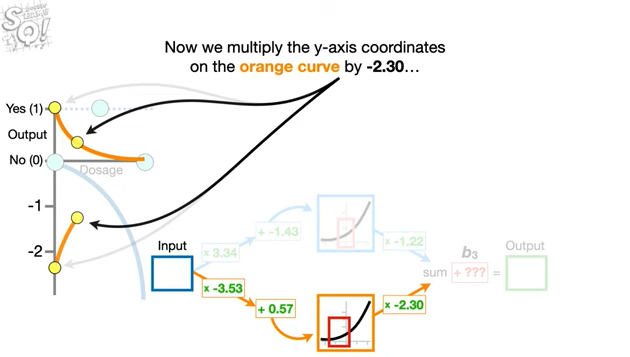 Now we multiply the y-axis coordinates
on the orange curve by -2.30…
Yes (1)
Output
No (0)
Dosage
-1
-2
Input
x 3.34
+ -1.43
x -1.22
x -3.53
+ 0.57
x -2.30
b3
sum + ??? =
Output